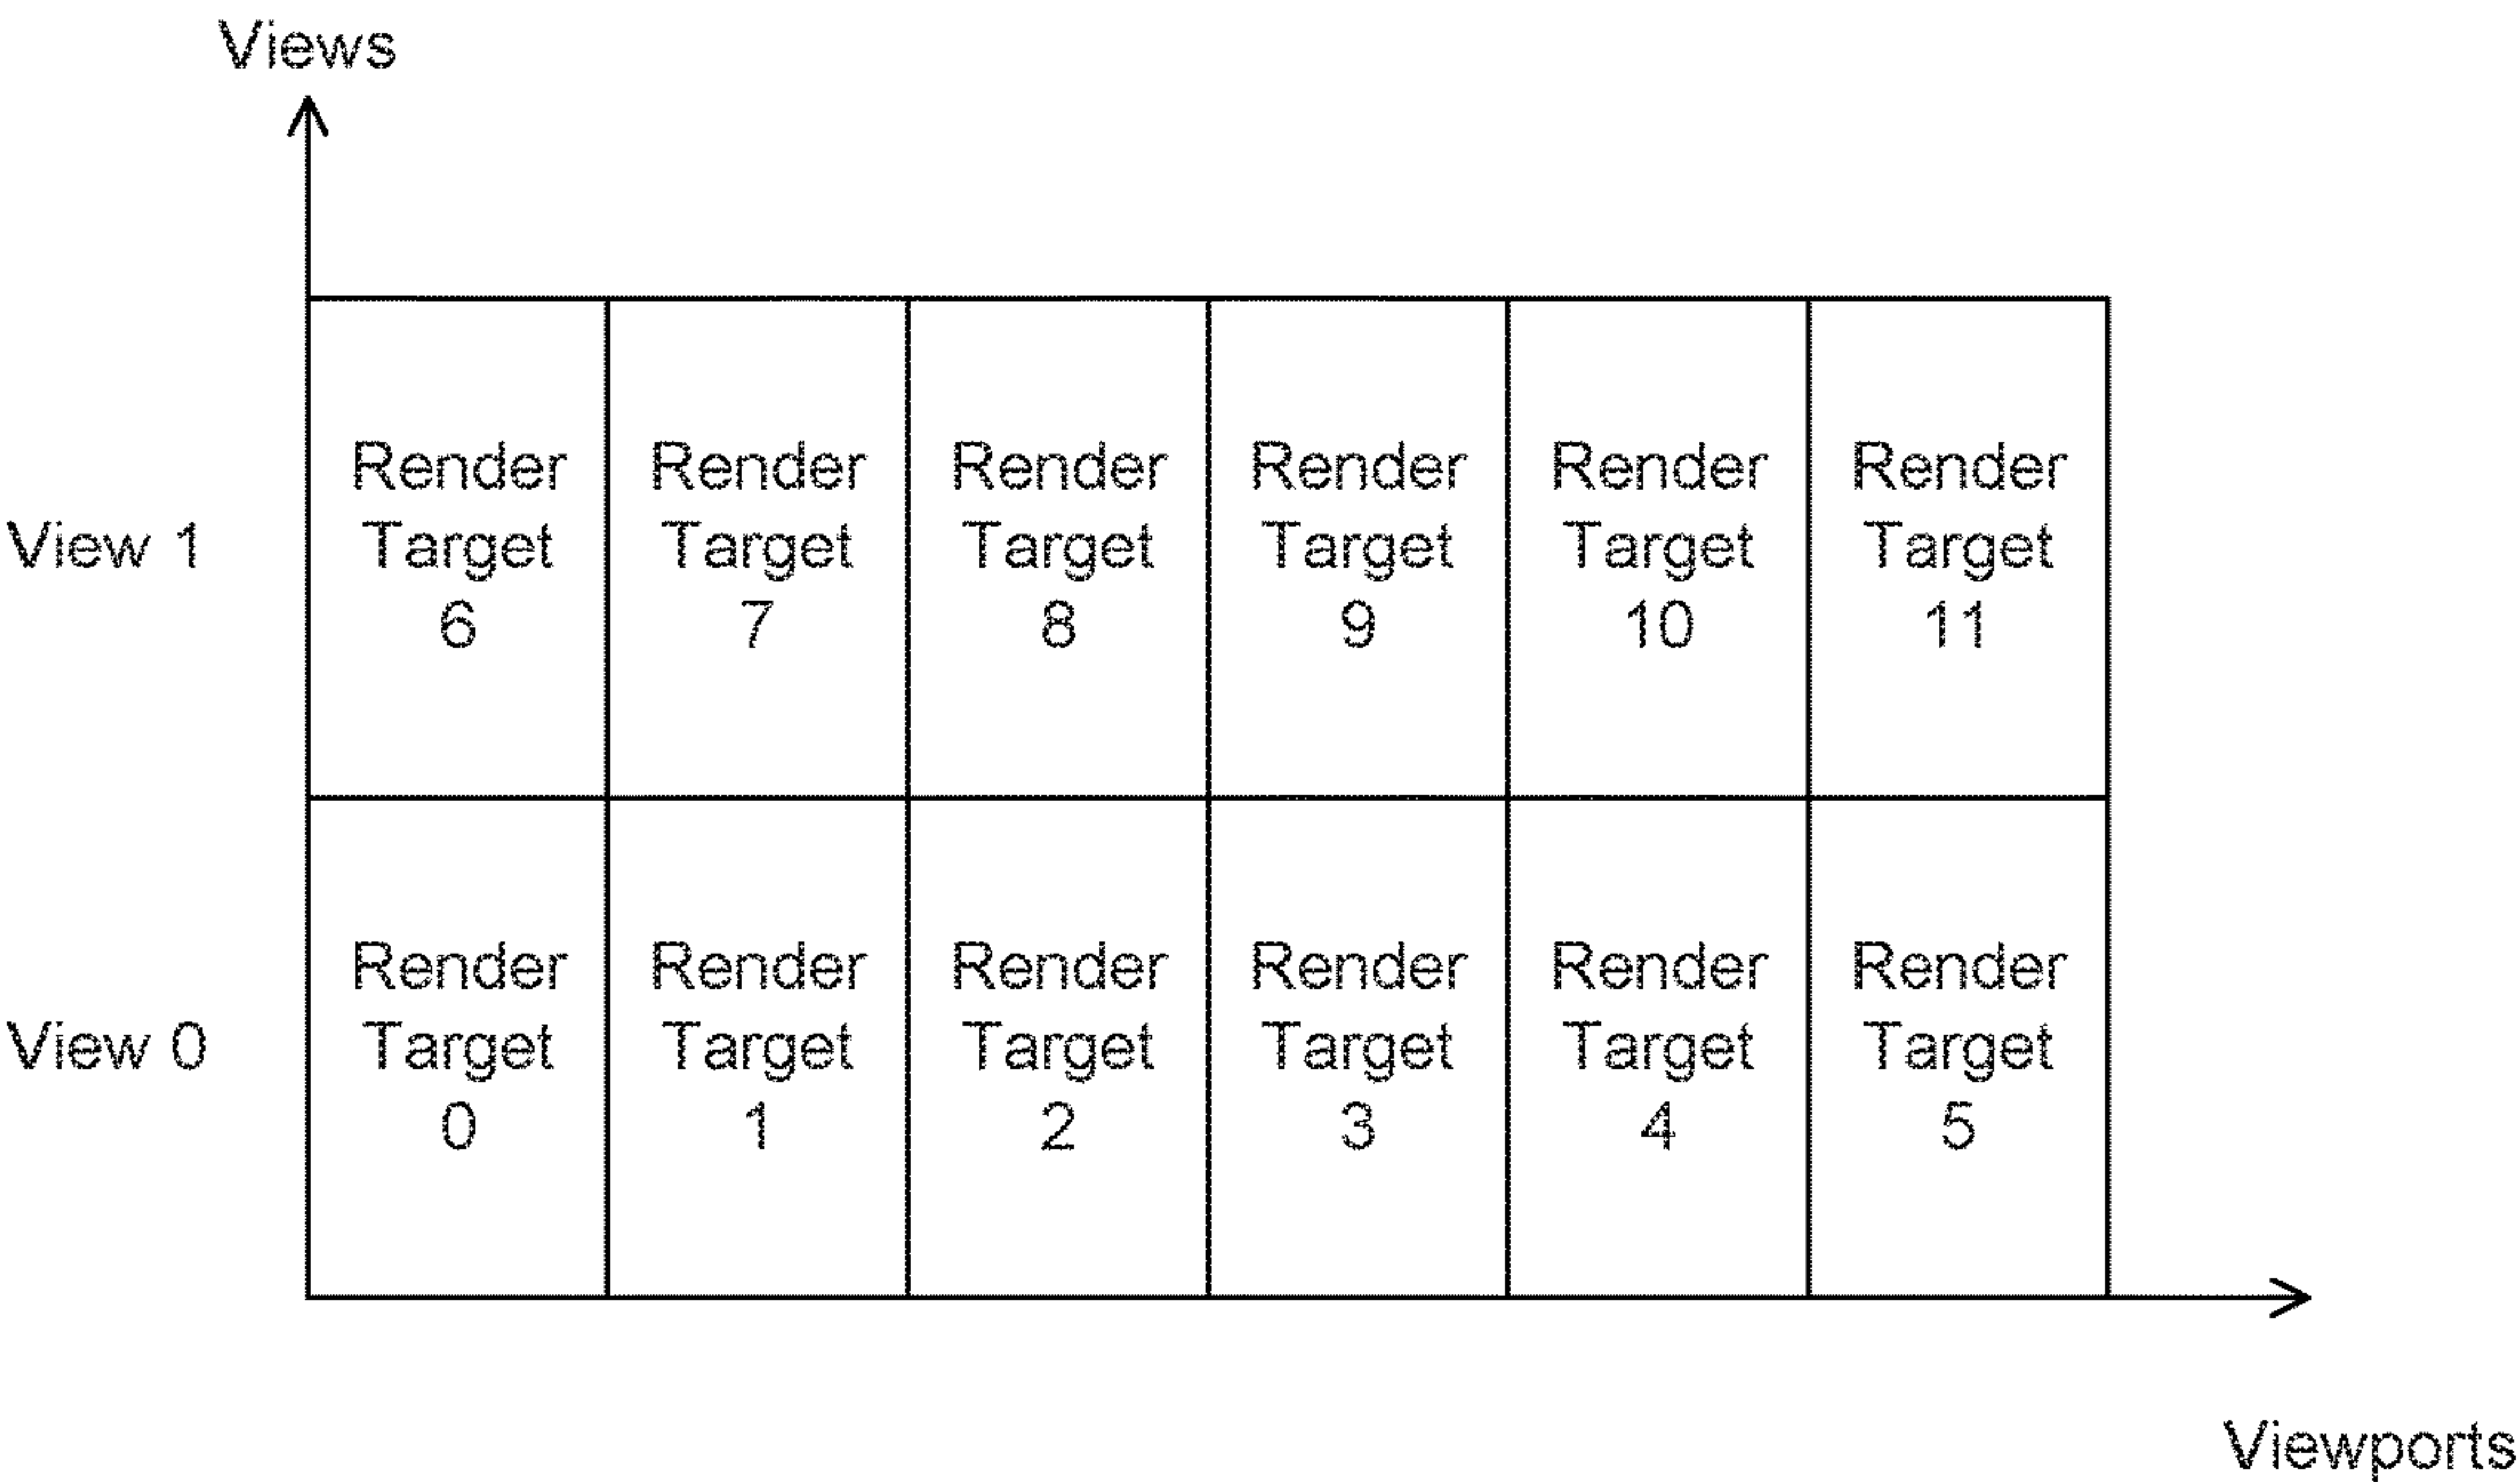 Views
View 1
Render
Target
6
Render
Target
7
Render
Target
8
Render
Target
9
Render
Target
10
Render
Target
11
View 0
Render
Target
0
Render
Target
1
Render
Target
2
Render
Target
3
Render
Target
4
Render
Target
5
Viewports